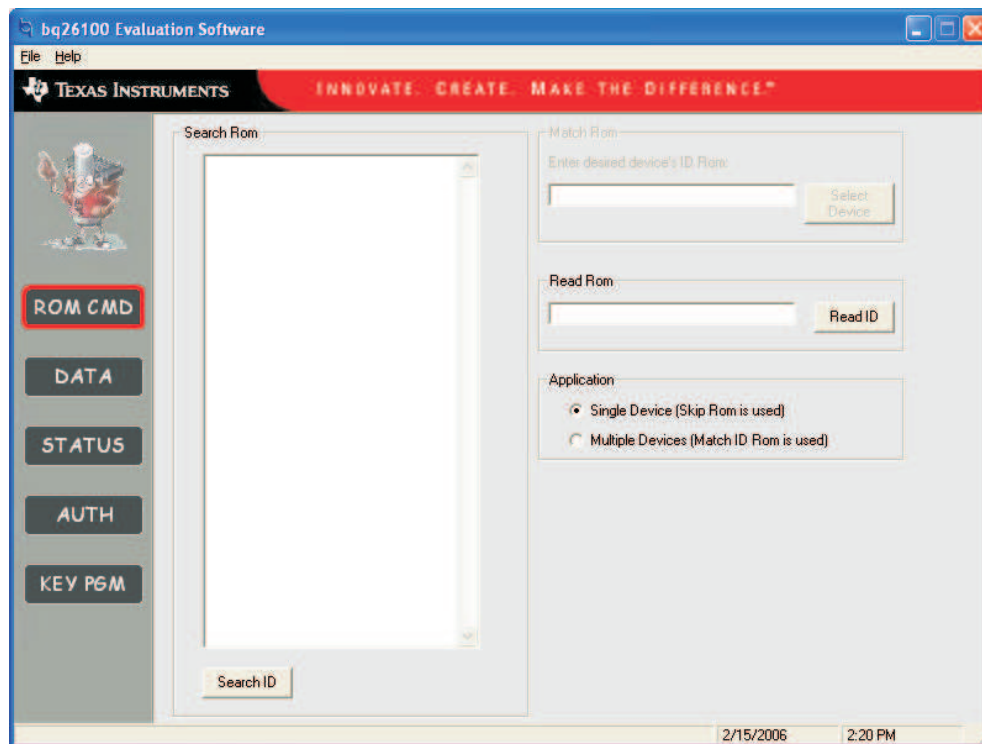 bq26100 Evaluation Software
File Help
TEXAS INSTRUMENTS
INNOVATE. CREATE. MAKE THE DIFFERENCE.™
ROM CMD
DATA
STATUS
AUTH
KEY PGM
Search Rom
Search ID
Match Rom
Enter desired device's ID Rom:
Select
Device
Read Rom
Read ID
Application
Single Device (Skip Rom is used)
Multiple Devices (Match ID Rom is used)
2/15/2006 2:20 PM